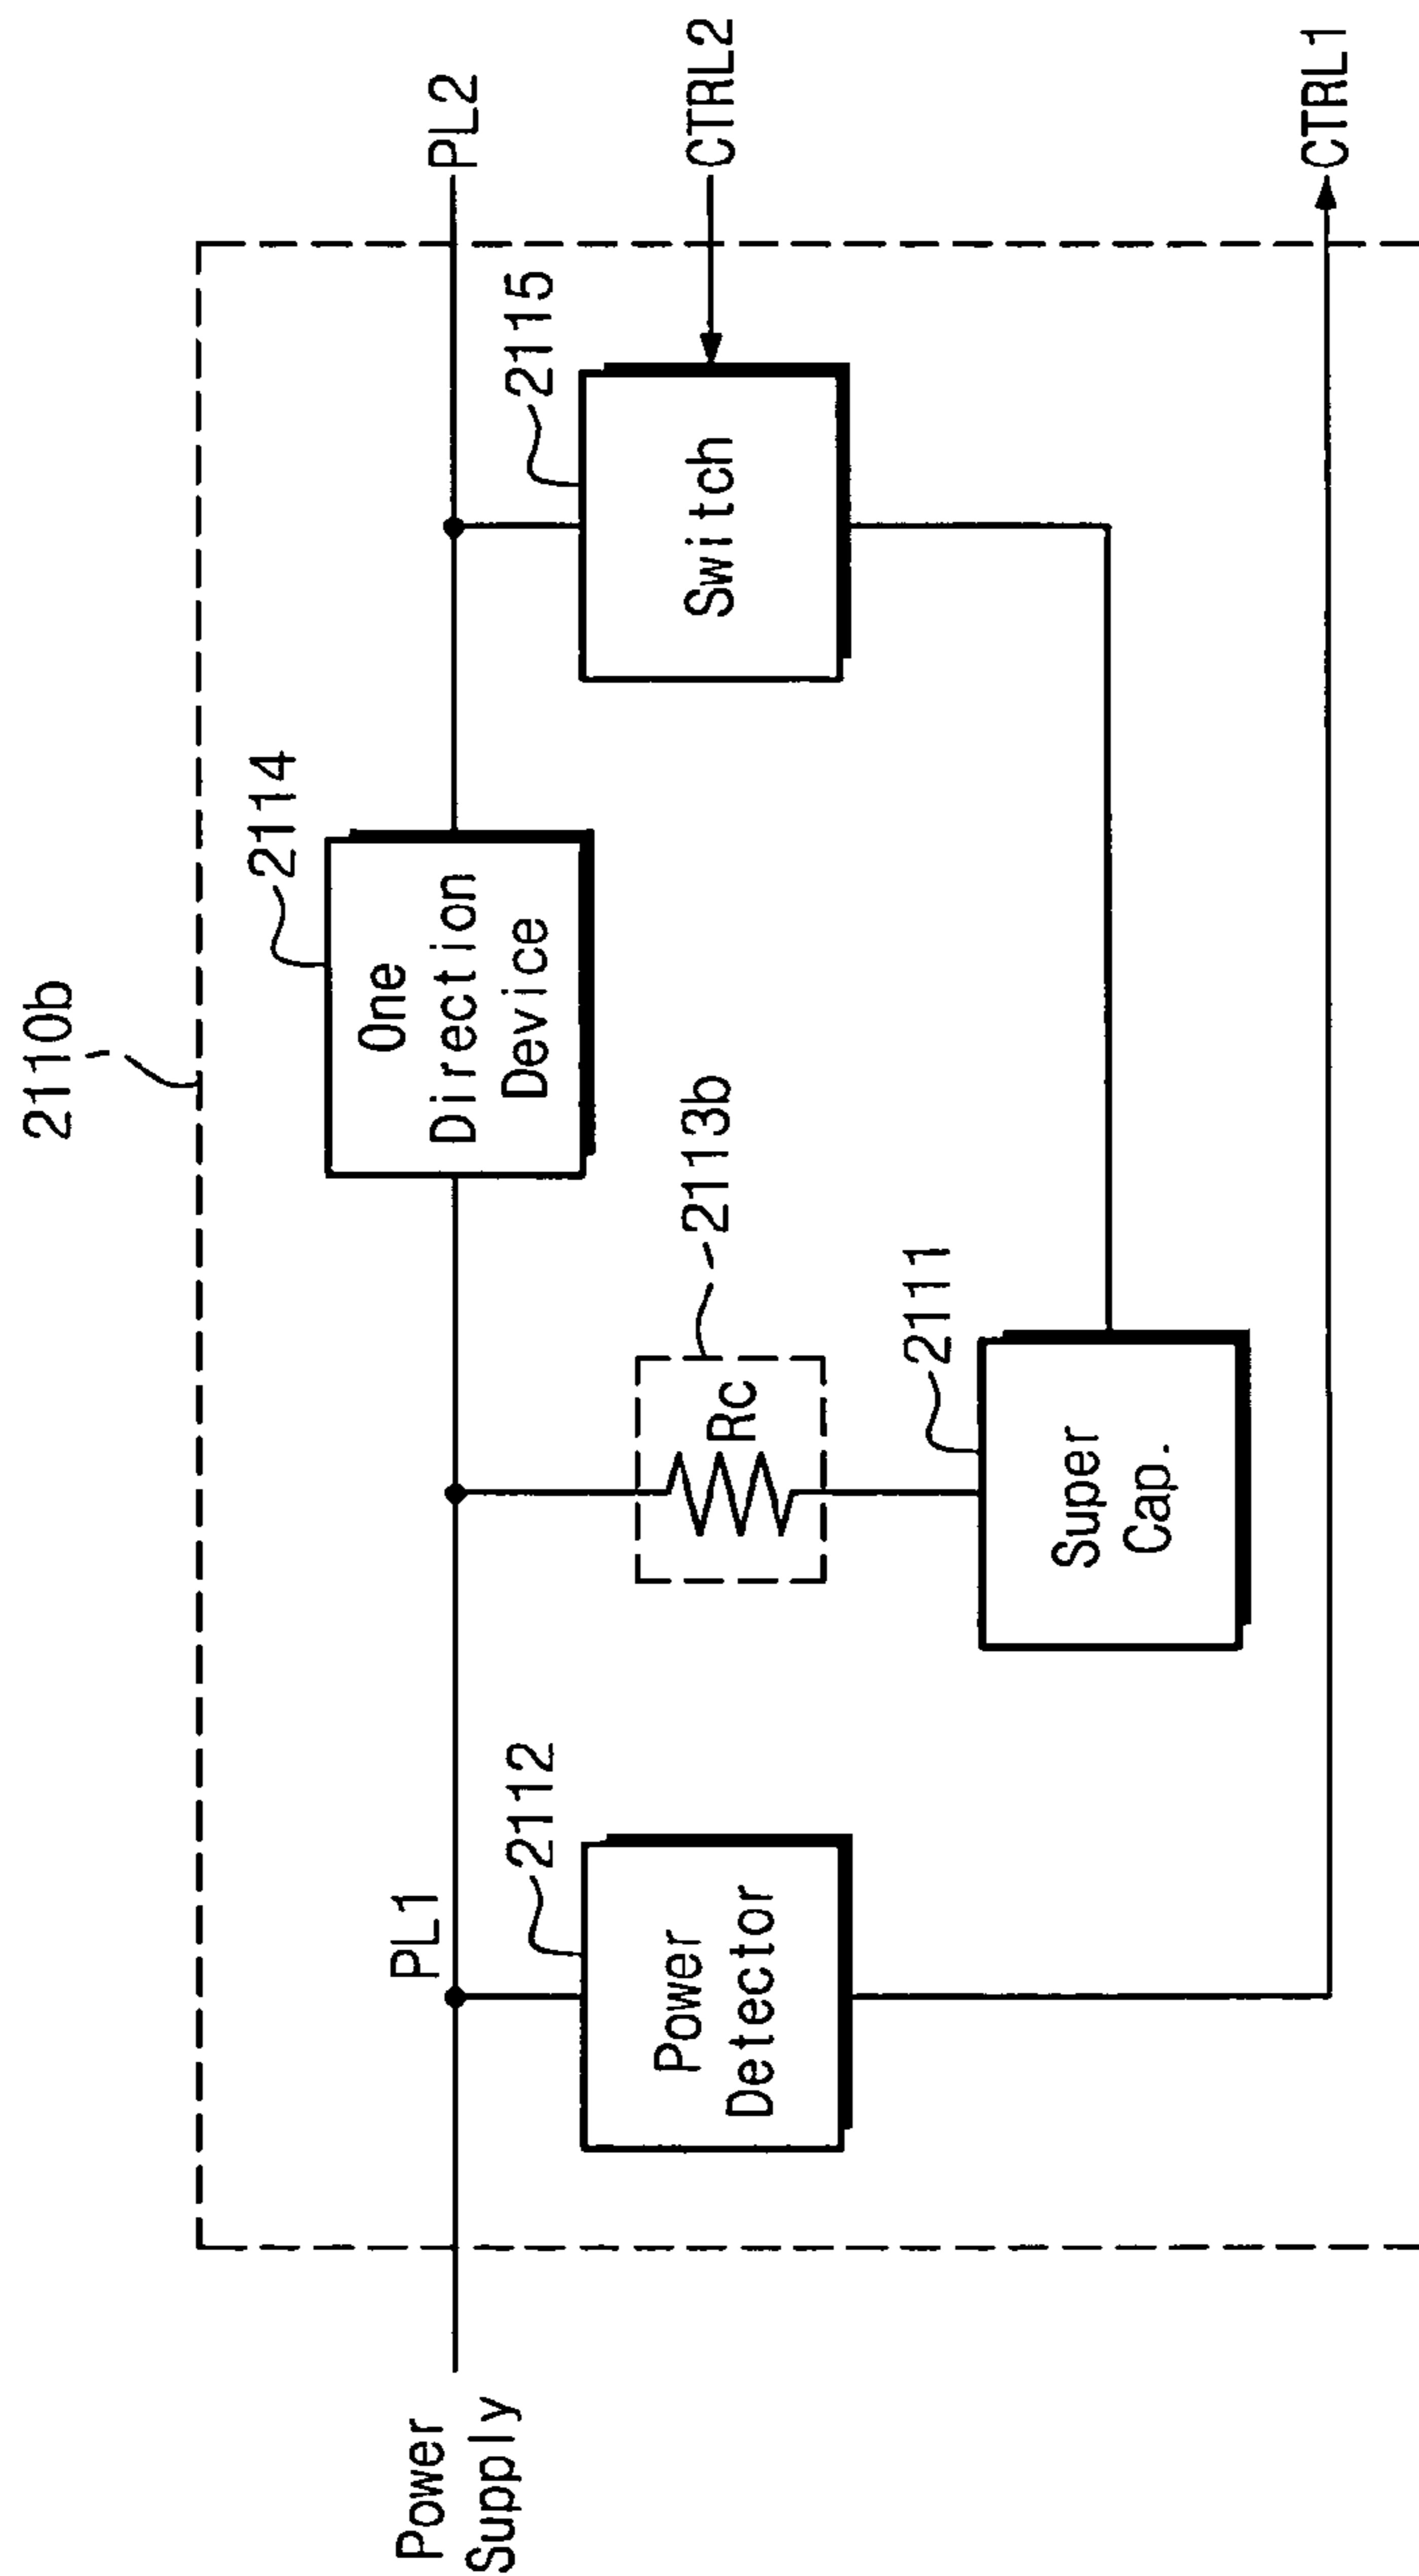 2110b
2114
One
Direction
Device
PL2
2115
Switch
CTRL2
2113b
Rc
2111
Super
Cap.
PL1
2112
Power
Detector
Power
Supply
CTRL1